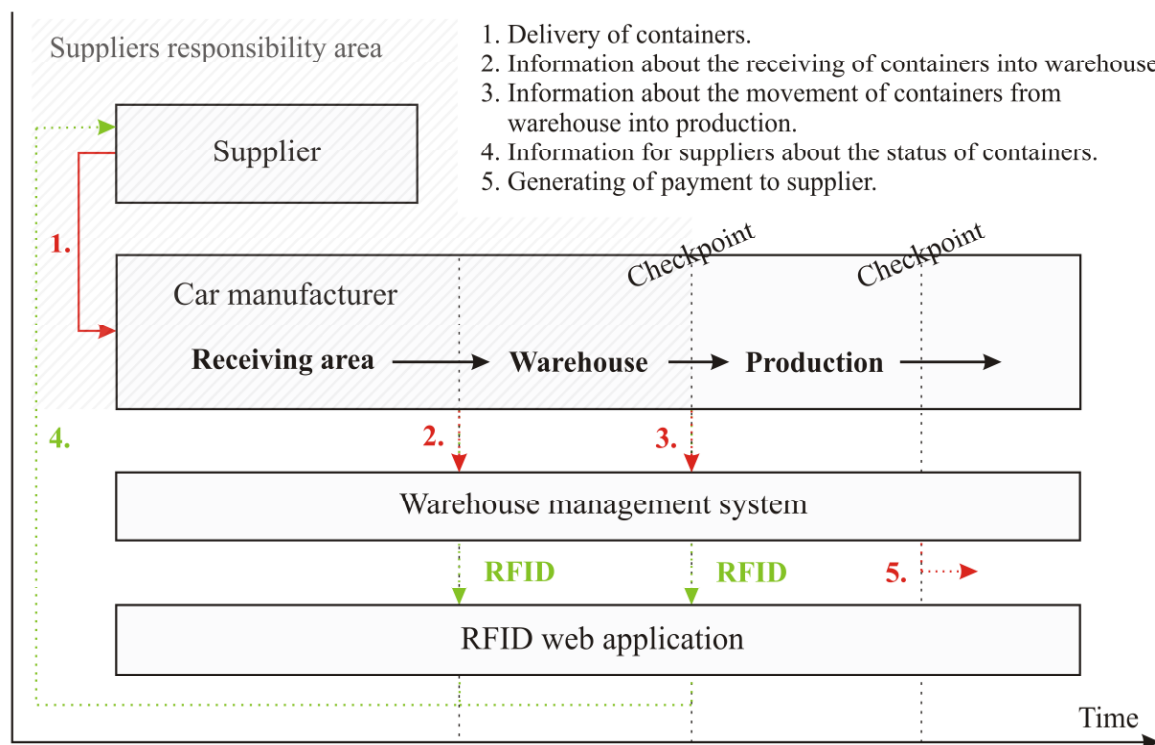 Suppliers responsibility area
1. Delivery of containers.
2. Information about the receiving of containers into warehouse
3. Information about the movement of containers from
warehouse into production.
4. Information for suppliers about the status of containers.
5. Generating of payment to supplier.
Supplier
1.
Checkpoint
Checkpoint
Car manufacturer
Receiving area
Warehouse
Production
4.
2.
3.
Warehouse management system
RFID
RFID
5.
RFID web application
Time